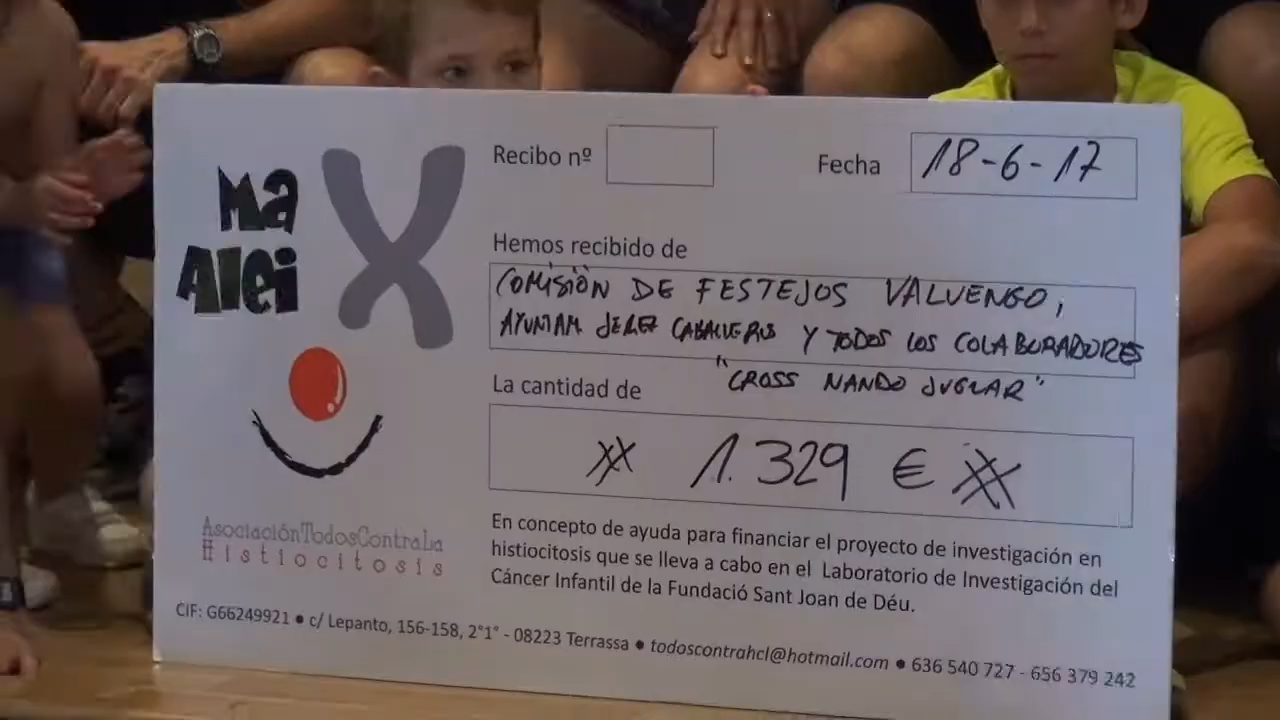 Ma
Alei
X
Recibo nº
Fecha
18-6-17
Hemos recibido de
COMISIÓN DE FESTEJOS VALUENGO,
AYUNTAM. JEREZ CABALLEROS Y TODOS LOS COLABORADORES
"CROSS NANDO JUGLAR"
La cantidad de
1.329 €
En concepto de ayuda para financiar el proyecto de investigación en
histiocitosis que se lleva a cabo en el Laboratorio de Investigación del
Cáncer Infantil de la Fundació Sant Joan de Déu.
AsociaciónTodosContraLa
Histiocitosis
CIF: G66249921 ● c/ Lepanto, 156-158, 2°1° - 08223 Terrassa ● todoscontrahcl@hotmail.com ● 636 540 727 - 656 379 242